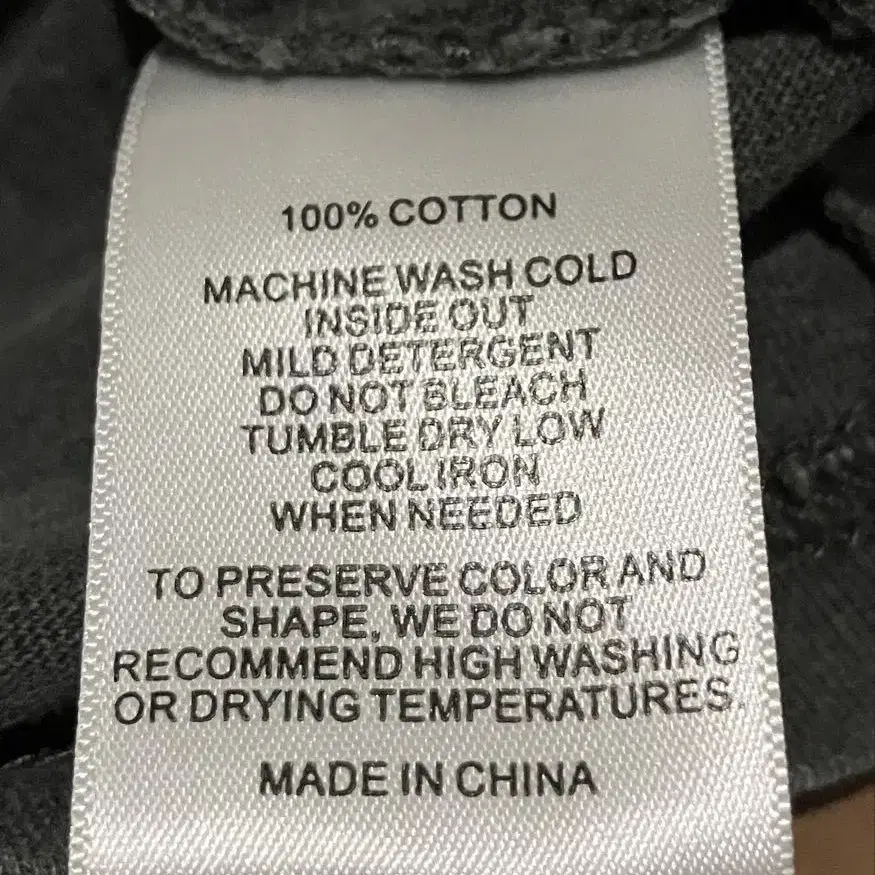 100% COTTON
MACHINE WASH COLD
INSIDE OUT
MILD DETERGENT
DO NOT BLEACH
TUMBLE DRY LOW
COOL IRON
WHEN NEEDED
TO PRESERVE COLOR AND
SHAPE, WE DO NOT
RECOMMEND HIGH WASHING
OR DRYING TEMPERATURES.
MADE IN CHINA